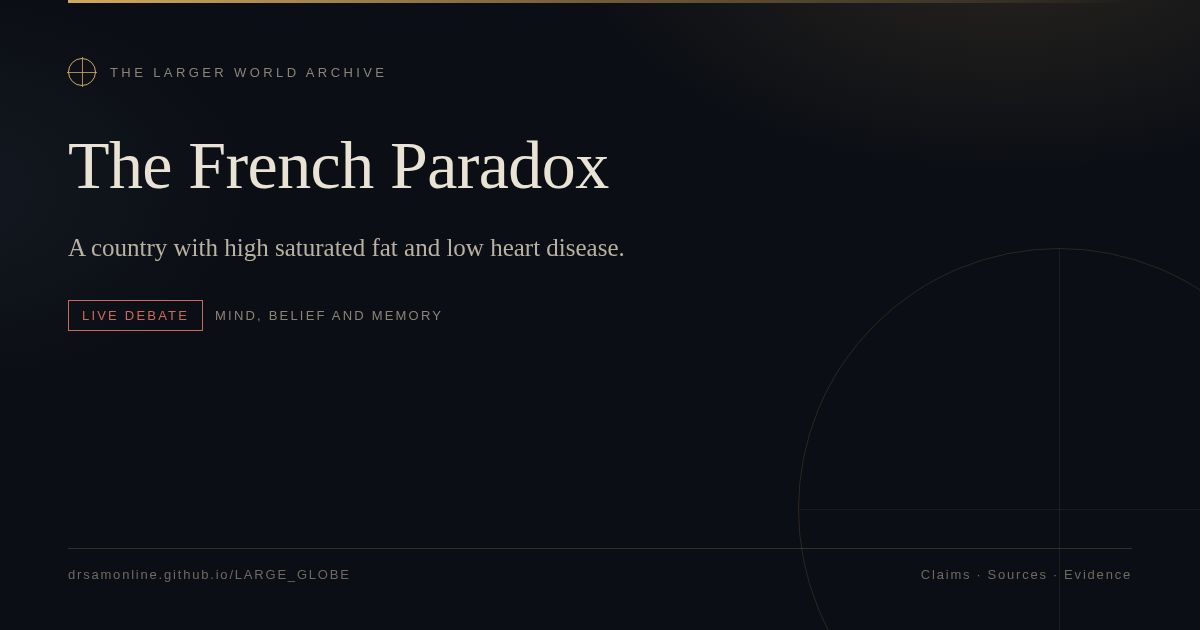 THE LARGER WORLD ARCHIVE
The French Paradox
A country with high saturated fat and low heart disease.
LIVE DEBATE MIND, BELIEF AND MEMORY
drsamonline.github.io/LARGE_GLOBE
Claims · Sources · Evidence